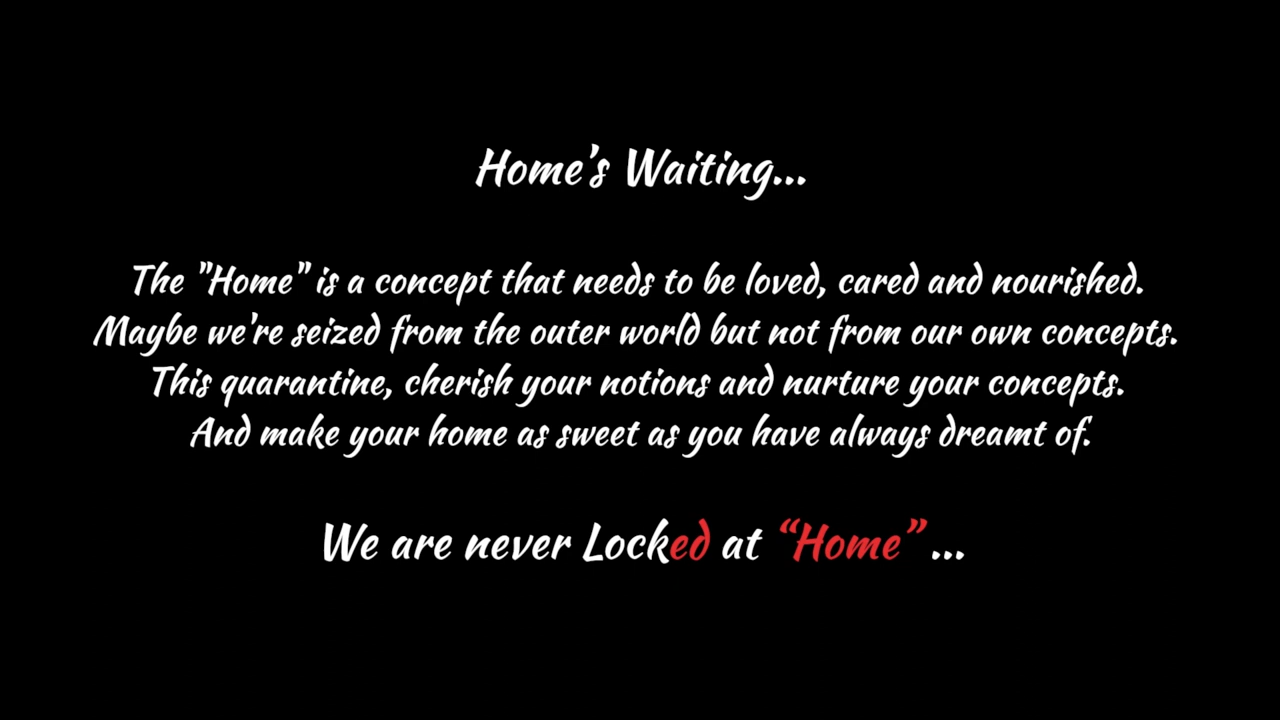 Home's Waiting...
The "Home" is a concept that needs to be loved, cared and nourished.
Maybe we're seized from the outer world but not from our own concepts.
This quarantine, cherish your notions and nurture your concepts.
And make your home as sweet as you have always dreamt of.
We are never Locked at “Home” ...